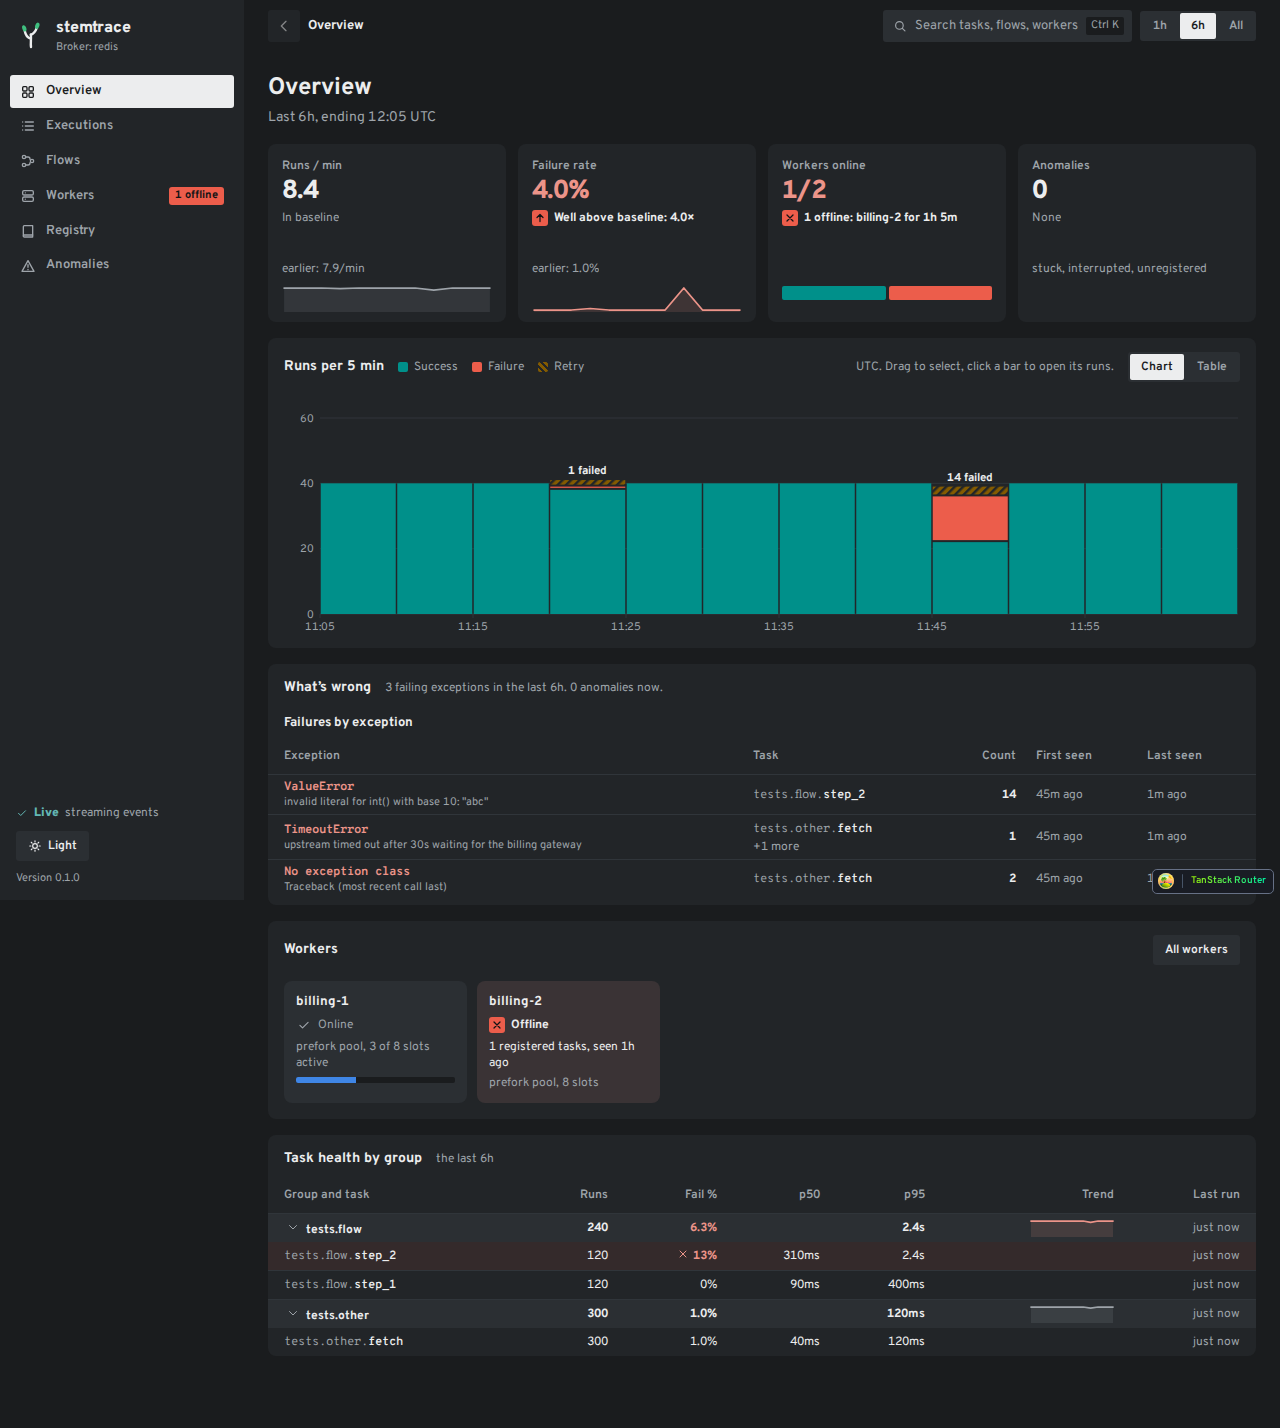 stemtrace
Broker: redis
Overview
Executions
Flows
Workers
1 offline
Registry
Anomalies
Live streaming events
Light
Version 0.1.0
Overview
Search tasks, flows, workers
Ctrl K
1h
6h
All
Overview
Last 6h, ending 12:05 UTC
Runs / min
8.4
In baseline
earlier: 7.9/min
Failure rate
4.0%
Well above baseline: 4.0×
earlier: 1.0%
Workers online
1/2
1 offline: billing-2 for 1h 5m
Anomalies
0
None
stuck, interrupted, unregistered
Runs per 5 min
Success
Failure
Retry
UTC. Drag to select, click a bar to open its runs.
Chart
Table
60
40
20
0
1 failed
14 failed
11:05
11:15
11:25
11:35
11:45
11:55
What's wrong
3 failing exceptions in the last 6h. 0 anomalies now.
Failures by exception
Exception Task Count First seen Last seen
ValueError
invalid literal for int() with base 10: "abc"
tests.flow.step_2 14 45m ago 1m ago
TimeoutError
upstream timed out after 30s waiting for the billing gateway
tests.other.fetch
+1 more
1 45m ago 1m ago
No exception class
Traceback (most recent call last)
tests.other.fetch 2 45m ago
TanStack Router
Workers
All workers
billing-1
Online
prefork pool, 3 of 8 slots
active
billing-2
Offline
1 registered tasks, seen 1h
ago
prefork pool, 8 slots
Task health by group
the last 6h
Group and task Runs Fail % p50 p95 Trend Last run
tests.flow 240 6.3% 2.4s just now
tests.flow.step_2 120 13% 310ms 2.4s just now
tests.flow.step_1 120 0% 90ms 400ms just now
tests.other 300 1.0% 120ms just now
tests.other.fetch 300 1.0% 40ms 120ms just now